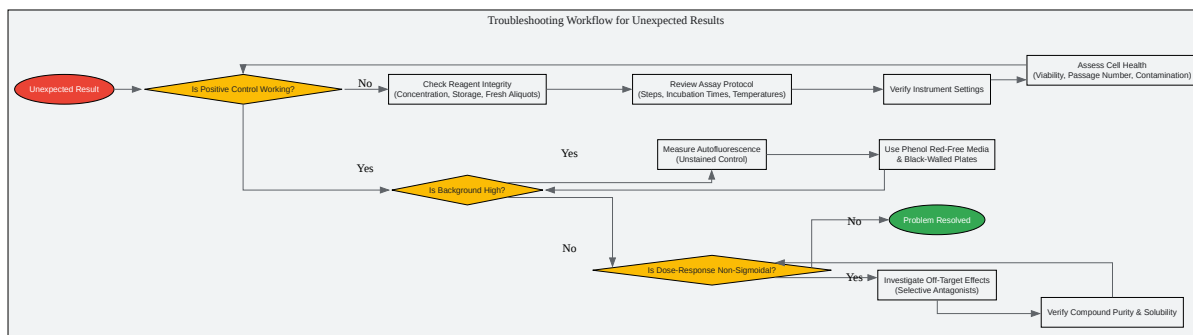 Troubleshooting Workflow for Unexpected Results
Unexpected Result
Is Positive Control Working?
No
Check Reagent Integrity
(Concentration, Storage, Fresh Aliquots)
Review Assay Protocol
(Steps, Incubation Times, Temperatures)
Verify Instrument Settings
Assess Cell Health
(Viability, Passage Number, Contamination)
Yes
Is Background High?
Yes
Measure Autofluorescence
(Unstained Control)
Use Phenol Red-Free Media
& Black-Walled Plates
No
Is Dose-Response Non-Sigmoidal?
No
Problem Resolved
Yes
Investigate Off-Target Effects
(Selective Antagonists)
Verify Compound Purity & Solubility